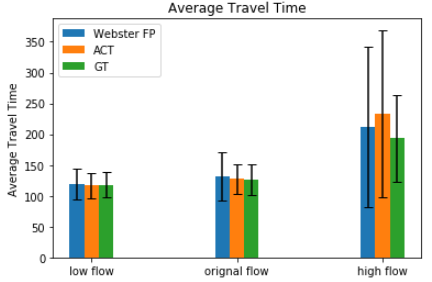 Average Travel Time
Webster FP
ACT
GT
Average Travel Time
350
300
250
200
150
100
50
0
low flow
orignal flow
high flow